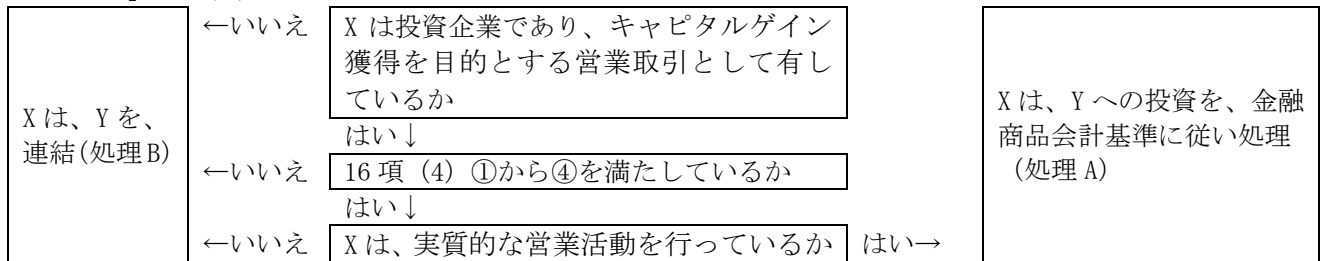 ←いいえ
X は投資企業であり、キャピタルゲイン
獲得を目的とする営業取引として有し
ているか
はい↓
←いいえ
16 項 (4) ①から④を満たしているか
はい↓
←いいえ
X は、実質的な営業活動を行っているか
はい→
X は、Y を、
連結(処理 B)
X は、Y への投資を、金融
商品会計基準に従い処理
(処理 A)